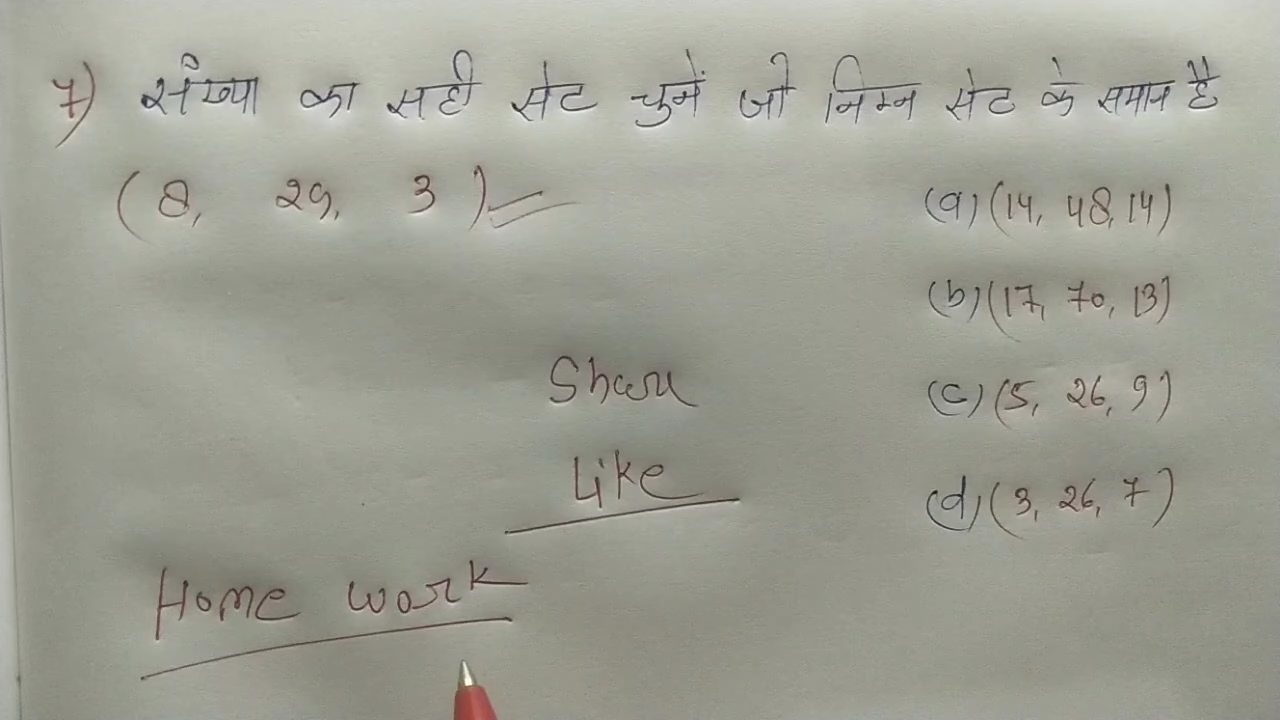 7) संख्या का सही सेट चुनें जो निम्न सेट के समान है
(8, 29, 3)
(a) (14, 48, 14)
(b) (17, 70, 13)
(c) (5, 26, 9)
(d) (3, 26, 7)
Share
Like
Home work